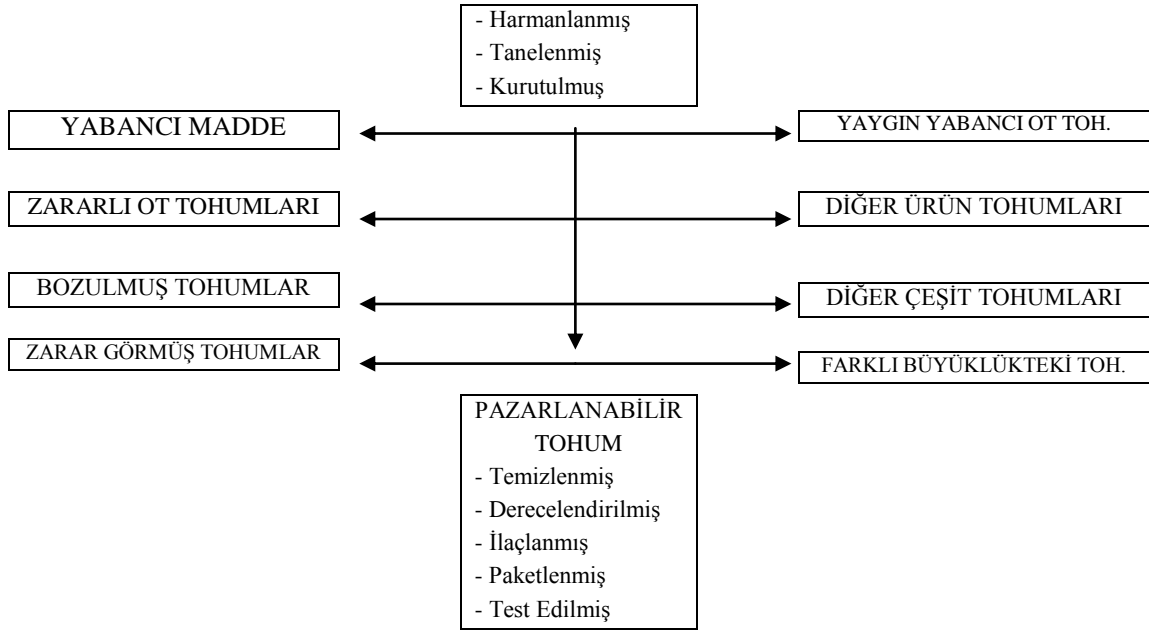 - Harmanlanmış
- Tanelenmiş
- Kurutulmuş
YABANCI MADDE
YAYGIN YABANCI OT TOH.
ZARARLI OT TOHUMLARI
DİĞER ÜRÜN TOHUMLARI
BOZULMUŞ TOHUMLAR
DİĞER ÇEŞİT TOHUMLARI
ZARAR GÖRMÜŞ TOHUMLAR
FARKLI BÜYÜKLÜKTEKİ TOH.
PAZARLANABİLİR
TOHUM
- Temizlenmiş
- Derecelendirilmiş
- İlaçlanmış
- Paketlenmiş
- Test Edilmiş